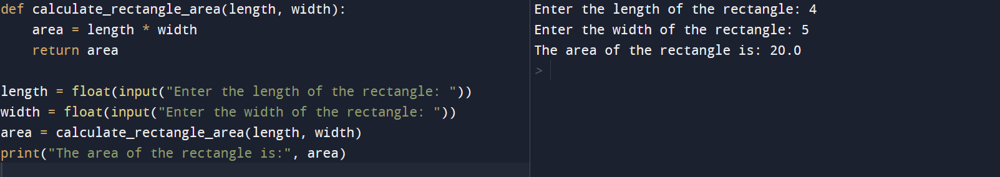 def calculate_rectangle_area(length, width):
    area = length * width
    return area

length = float(input("Enter the length of the rectangle: "))
width = float(input("Enter the width of the rectangle: "))
area = calculate_rectangle_area(length, width)
print("The area of the rectangle is:", area)
Enter the length of the rectangle: 4
Enter the width of the rectangle: 5
The area of the rectangle is: 20.0
>